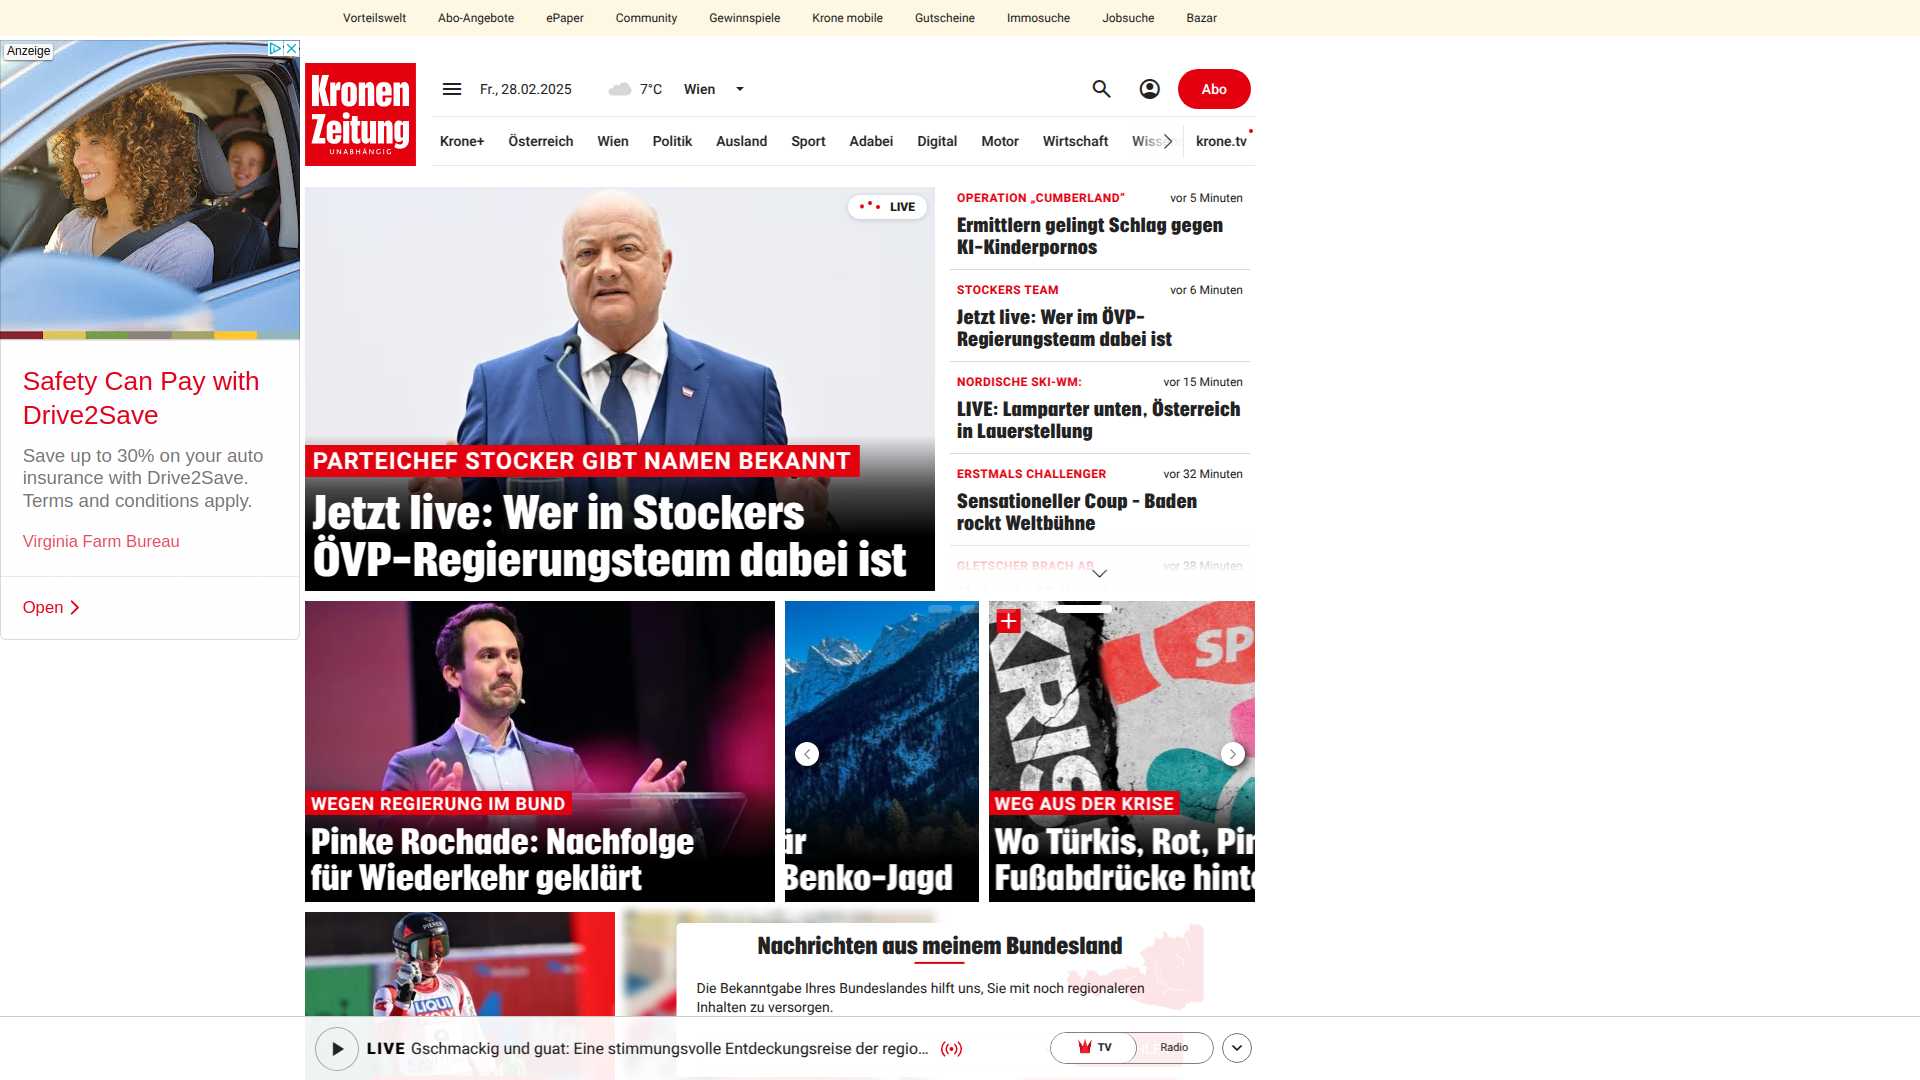 Vorteilswelt
Abo-Angebote
ePaper
Community
Gewinnspiele
Krone mobile
Gutscheine
Immosuche
Jobsuche
Bazar
Anzeige
Kronen
Zeitung
UNABHÄNGIG
Fr., 28.02.2025
7°C
Wien
Abo
Krone+
Österreich
Wien
Politik
Ausland
Sport
Adabei
Digital
Motor
Wirtschaft
krone.tv
Safety Can Pay with
Drive2Save
Save up to 30% on your auto
insurance with Drive2Save.
Terms and conditions apply.
Virginia Farm Bureau
Open
LIVE
PARTEICHEF STOCKER GIBT NAMEN BEKANNT
Jetzt live: Wer in Stockers
ÖVP-Regierungsteam dabei ist
OPERATION „CUMBERLAND“ vor 5 Minuten
Ermittlern gelingt Schlag gegen
KI-Kinderpornos
STOCKERS TEAM vor 6 Minuten
Jetzt live: Wer im ÖVP-
Regierungsteam dabei ist
NORDISCHE SKI-WM: vor 15 Minuten
LIVE: Lamparter unten, Österreich
in Lauerstellung
ERSTMALS CHALLENGER vor 32 Minuten
Sensationeller Coup - Baden
rockt Weltbühne
GLETSCHER BRACH AB vor 38 Minuten
WEGEN REGIERUNG IM BUND
Pinke Rochade: Nachfolge
für Wiederkehr geklärt
är
Benko-Jagd
KRISE
SP
WEG AUS DER KRISE
Wo Türkis, Rot, Pin
Fußabdrücke hinte
LIQUI
MOLY
Nachrichten aus meinem Bundesland
Die Bekanntgabe Ihres Bundeslandes hilft uns, Sie mit noch regionaleren
Inhalten zu versorgen.
LIVE Gschmackig und guat: Eine stimmungsvolle Entdeckungsreise der regio...
TV
Radio